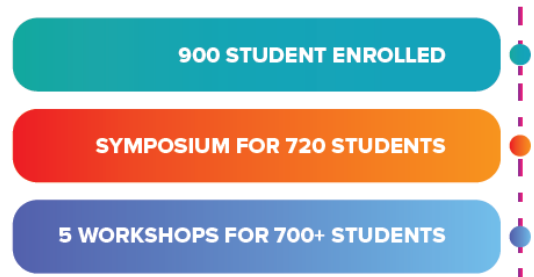 900 STUDENT ENROLLED
SYMPOSIUM FOR 720 STUDENTS
5 WORKSHOPS FOR 700+ STUDENTS